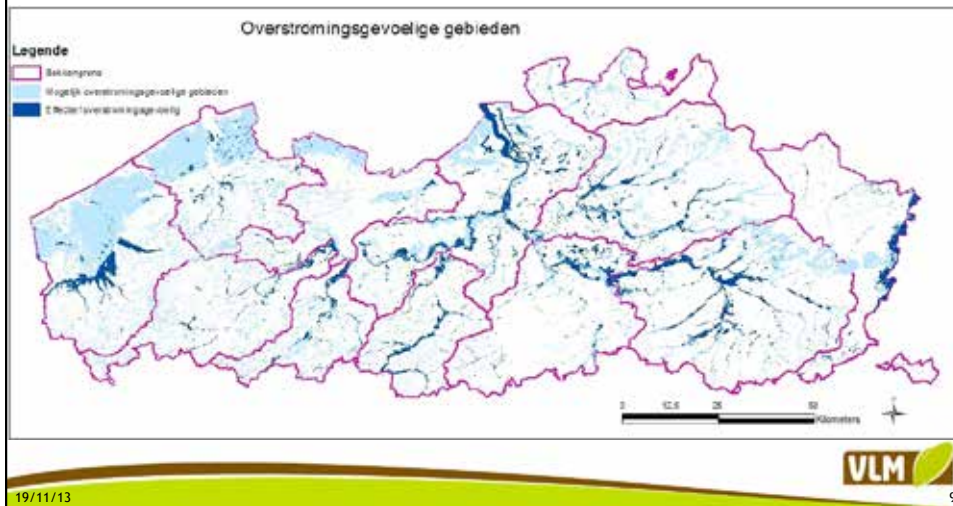 Overstromingsgevoelige gebieden
Legende
Bekkengrens
Mogelijk overstromingsgevoelige gebieden
Effectief overstromingsgevoelig
0 12,5 25 50
Kilometers
VLM
19/11/13
9